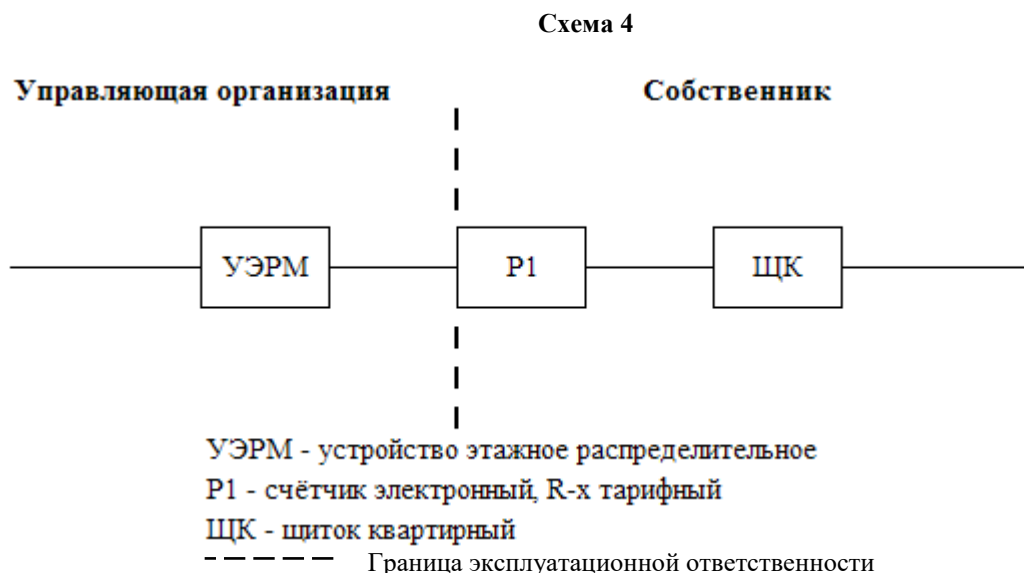 Схема 4
Управляющая организация Собственник
УЭРМ Р1 ЩК
УЭРМ - устройство этажное распределительное
Р1 - счётчик электронный, R-х тарифный
ЩК - щиток квартирный
Граница эксплуатационной ответственности